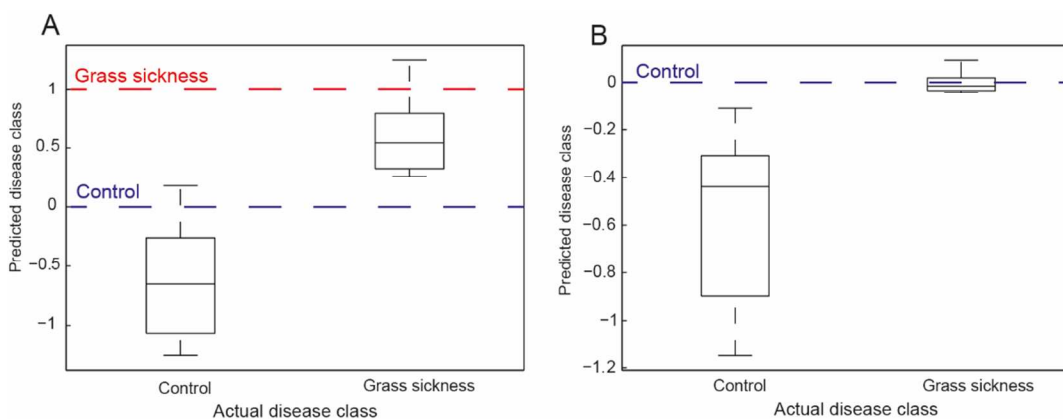 A
Grass sickness
Control
1
0.5
0
−0.5
−1
Predicted disease class
Control
Grass sickness
Actual disease class
B
Control
0
−0.2
−0.4
−0.6
−0.8
−1
−1.2
Predicted disease class
Control
Grass sickness
Actual disease class